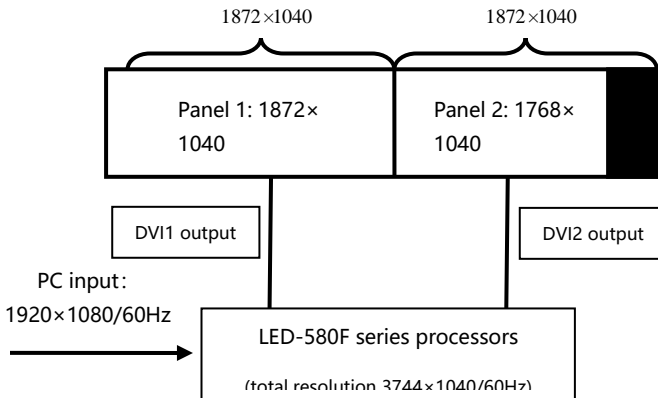 1872×1040
1872×1040
Panel 1: 1872×
1040
Panel 2: 1768×
1040
DVI1 output
DVI2 output
PC input:
1920×1080/60Hz
LED-580F series processors
(total resolution 3744×1040/60Hz)